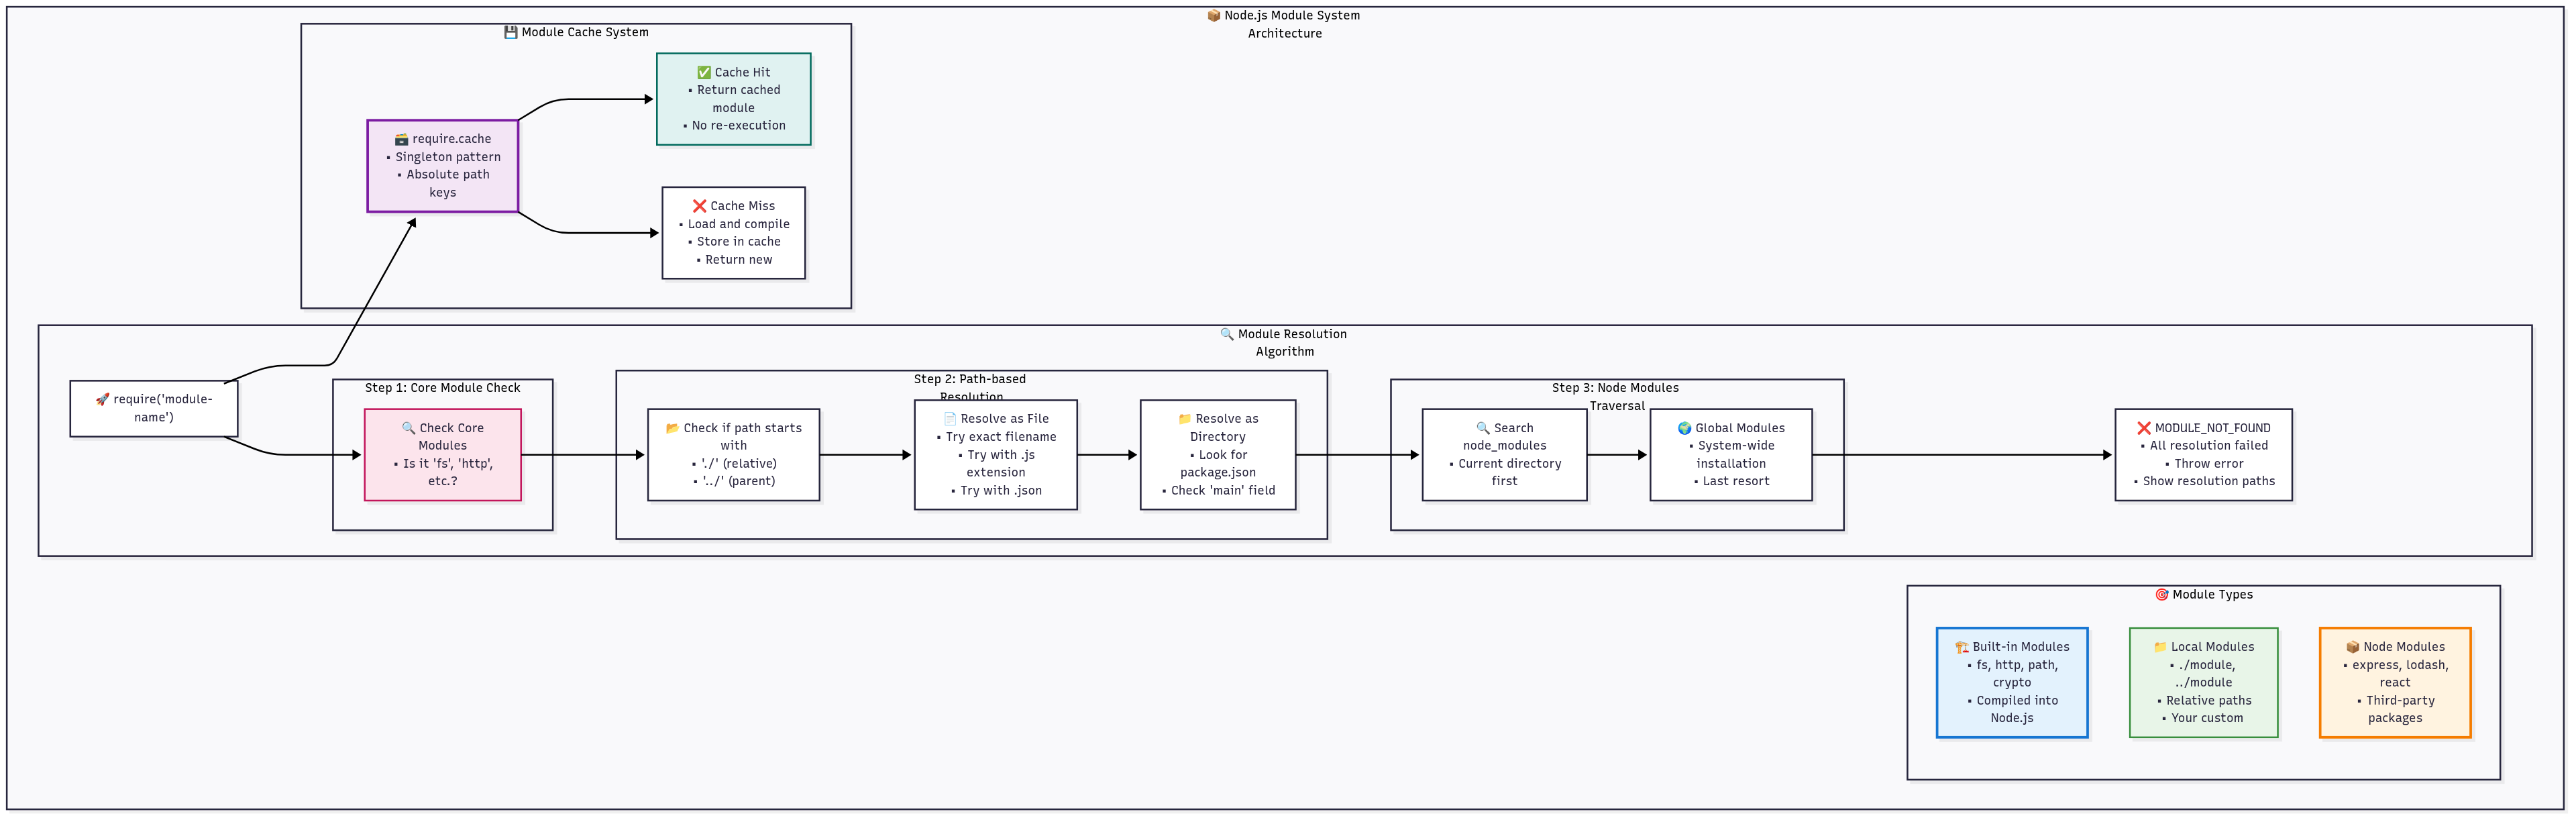 📦 Node.js Module System
Architecture
💾 Module Cache System
✅ Cache Hit
▪ Return cached
module
▪ No re-execution
🗃️ require.cache
▪ Singleton pattern
▪ Absolute path
keys
❌ Cache Miss
▪ Load and compile
▪ Store in cache
▪ Return new
🔍 Module Resolution
Algorithm
🚀 require('module-
name')
Step 1: Core Module Check
🔍 Check Core
Modules
▪ Is it 'fs', 'http',
etc.?
Step 2: Path-based
Resolution
📂 Check if path starts
with
▪ './' (relative)
▪ '../' (parent)
📄 Resolve as File
▪ Try exact filename
▪ Try with .js
extension
▪ Try with .json
📁 Resolve as
Directory
▪ Look for
package.json
▪ Check 'main' field
Step 3: Node Modules
Traversal
🔍 Search
node_modules
▪ Current directory
first
🌍 Global Modules
▪ System-wide
installation
▪ Last resort
❌ MODULE_NOT_FOUND
▪ All resolution failed
▪ Throw error
▪ Show resolution paths
🎯 Module Types
🏗️ Built-in Modules
▪ fs, http, path,
crypto
▪ Compiled into
Node.js
📁 Local Modules
▪ ./module,
../module
▪ Relative paths
▪ Your custom
📦 Node Modules
▪ express, lodash,
react
▪ Third-party
packages